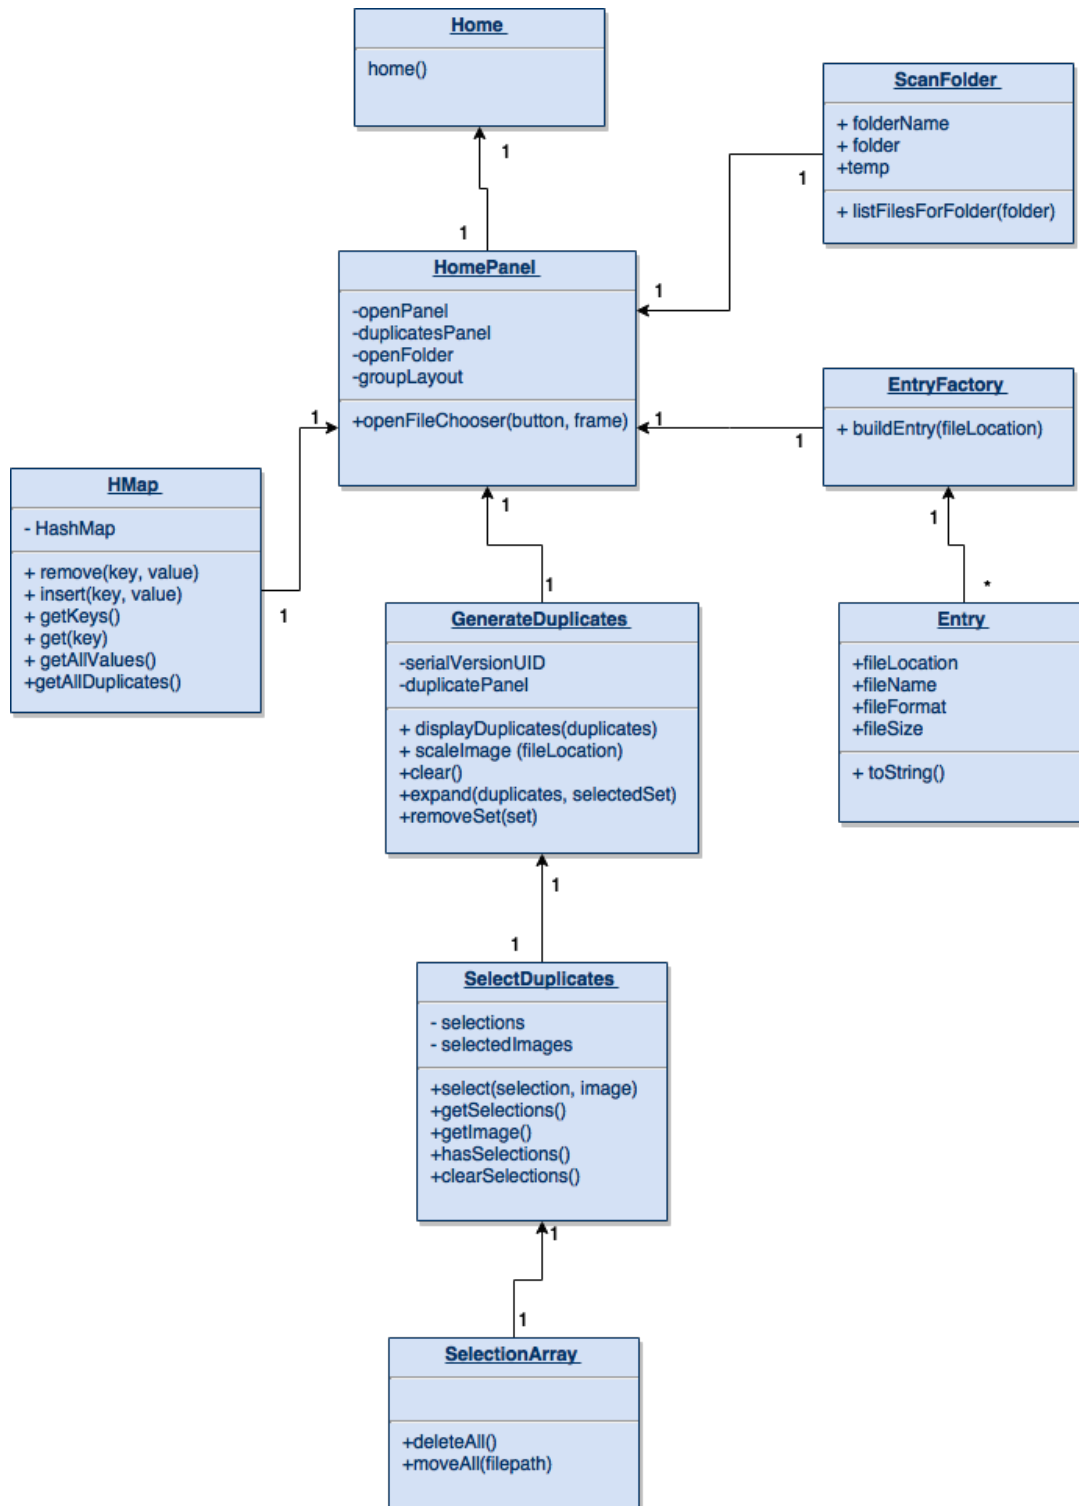 Home
home()
1
1
ScanFolder
+ folderName
+ folder
+temp
+ listFilesForFolder(folder)
1
1
HomePanel
-openPanel
-duplicatesPanel
-openFolder
-groupLayout
+openFileChooser(button, frame)
EntryFactory
+ buildEntry(fileLocation)
1
1
1
1
HMap
- HashMap
+ remove(key, value)
+ insert(key, value)
+ getKeys()
+ get(key)
+ getAllValues()
+getAllDuplicates()
1
1
GenerateDuplicates
-serialVersionUID
-duplicatePanel
+ displayDuplicates(duplicates)
+ scaleImage (fileLocation)
+clear()
+expand(duplicates, selectedSet)
+removeSet(set)
1
*
Entry
+fileLocation
+fileName
+fileFormat
+fileSize
+ toString()
1
1
SelectDuplicates
- selections
- selectedImages
+select(selection, image)
+getSelections()
+getImage()
+hasSelections()
+clearSelections()
1
1
SelectionArray
+deleteAll()
+moveAll(filepath)